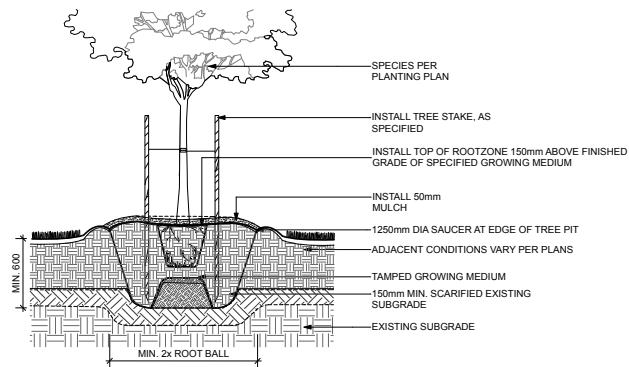 SPECIES PER
PLANTING PLAN
INSTALL TREE STAKE, AS
SPECIFIED
INSTALL TOP OF ROOTZONE 150mm ABOVE FINISHED
GRADE OF SPECIFIED GROWING MEDIUM
INSTALL 50mm
MULCH
1250mm DIA SAUCER AT EDGE OF TREE PIT
ADJACENT CONDITIONS VARY PER PLANS
TAMPED GROWING MEDIUM
150mm MIN. SCARIFIED EXISTING
SUBGRADE
EXISTING SUBGRADE
MIN. 600
MIN. 2x ROOT BALL